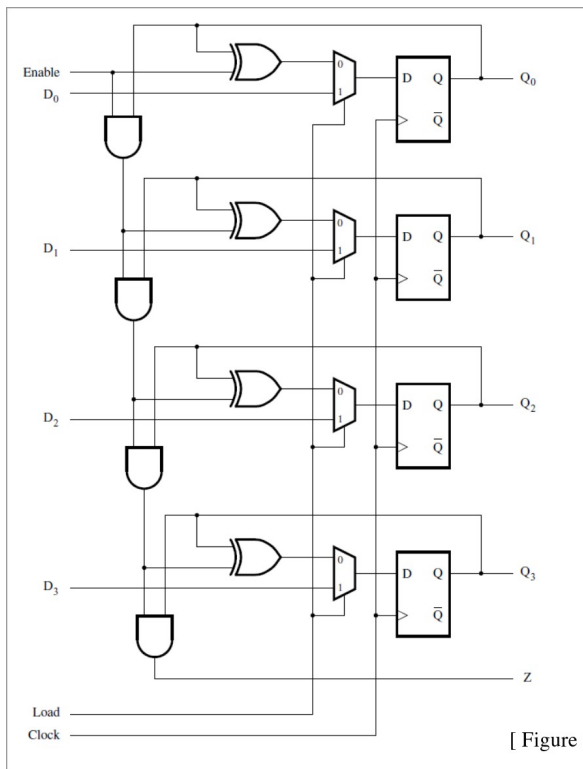 Enable
D0
0
1
D Q
Q̅
Q0
D1
0
1
D Q
Q̅
Q1
D2
0
1
D Q
Q̅
Q2
D3
0
1
D Q
Q̅
Q3
Z
Load
Clock
[ Figure